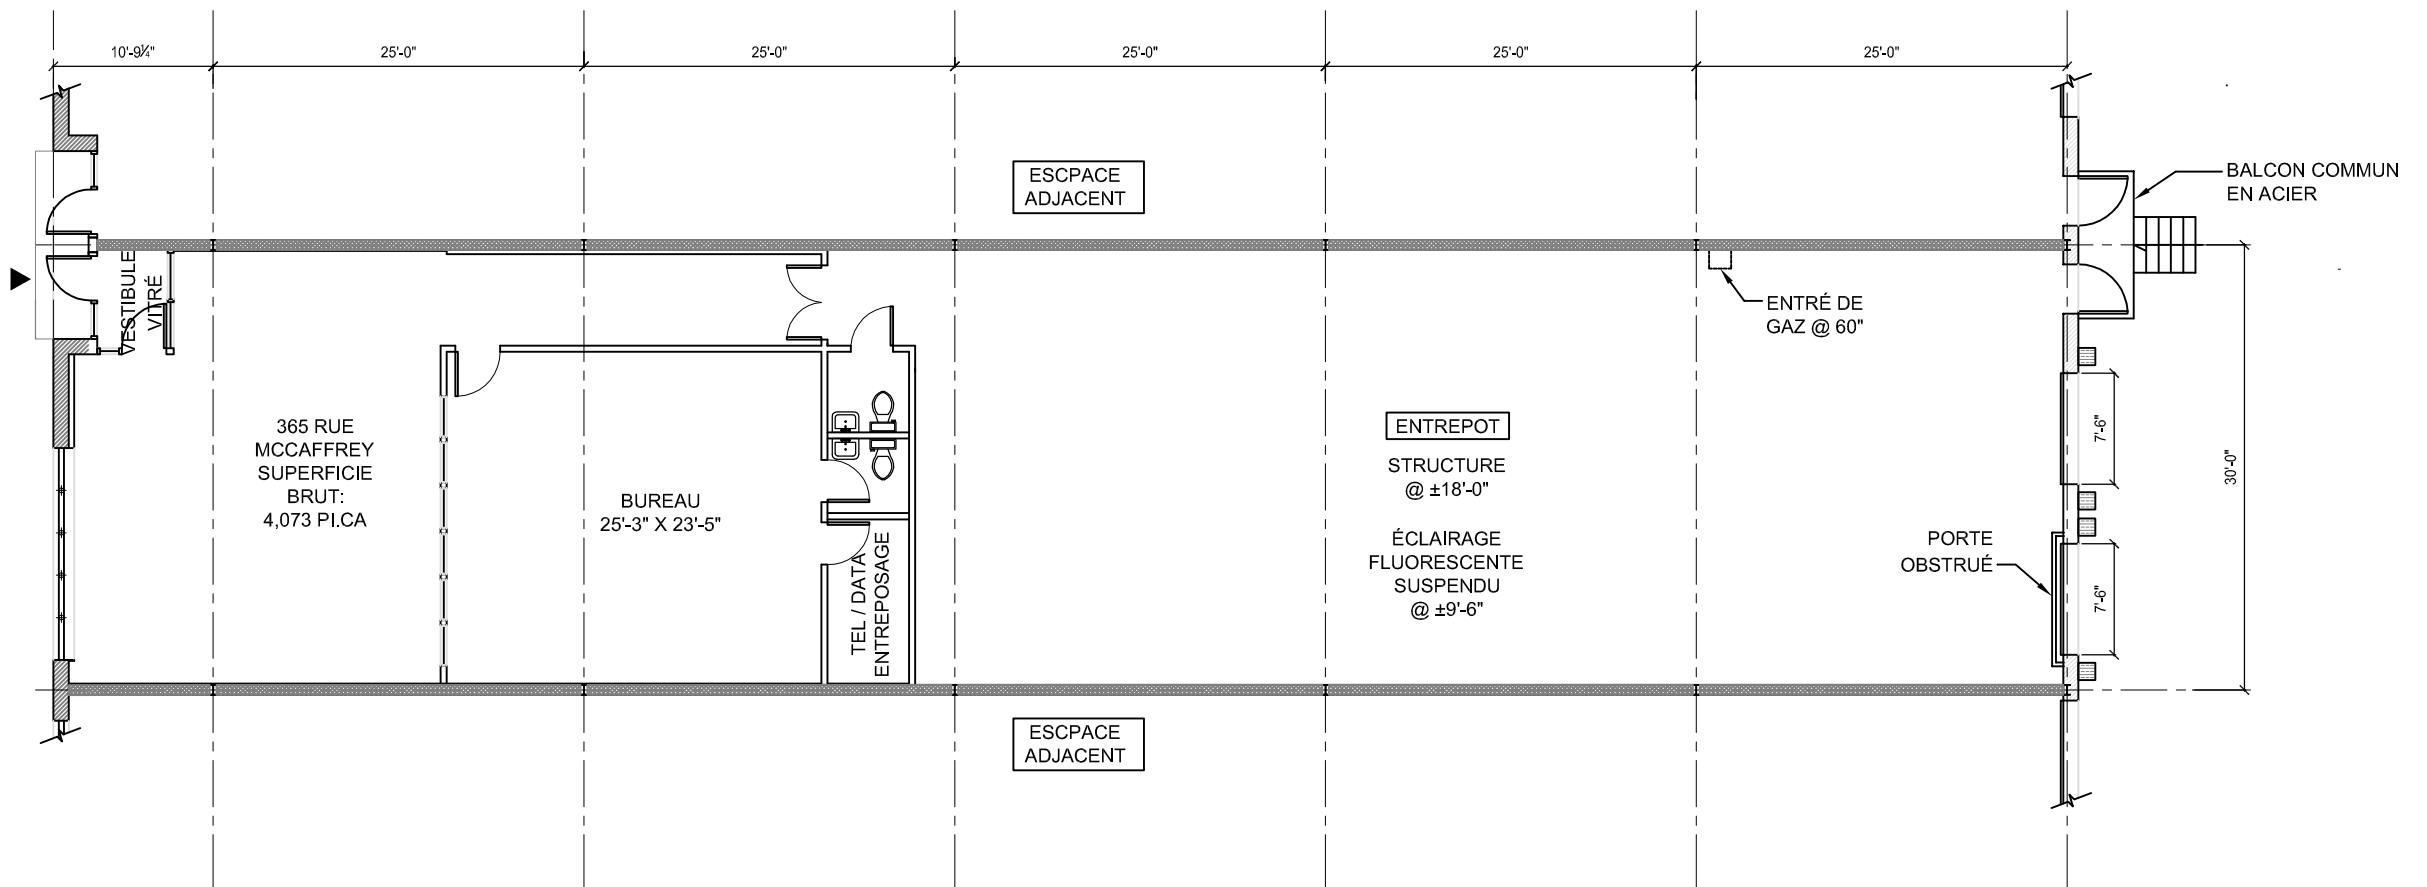 10'-9¼"
25'-0"
25'-0"
25'-0"
25'-0"
25'-0"
ESCPACE
ADJACENT
BALCON COMMUN
EN ACIER
VESTIBULE
VITRÉ
ENTRÉ DE
GAZ @ 60"
365 RUE
MCCAFFREY
SUPERFICIE
BRUT:
4,073 PI.CA
BUREAU
25'-3" X 23'-5"
TEL / DATA
ENTREPOSAGE
ENTREPOT
STRUCTURE
@ ±18'-0"
ÉCLAIRAGE
FLUORESCENTE
SUSPENDU
@ ±9'-6"
PORTE
OBSTRUÉ
7'-6"
7'-6"
30'-0"
ESCPACE
ADJACENT